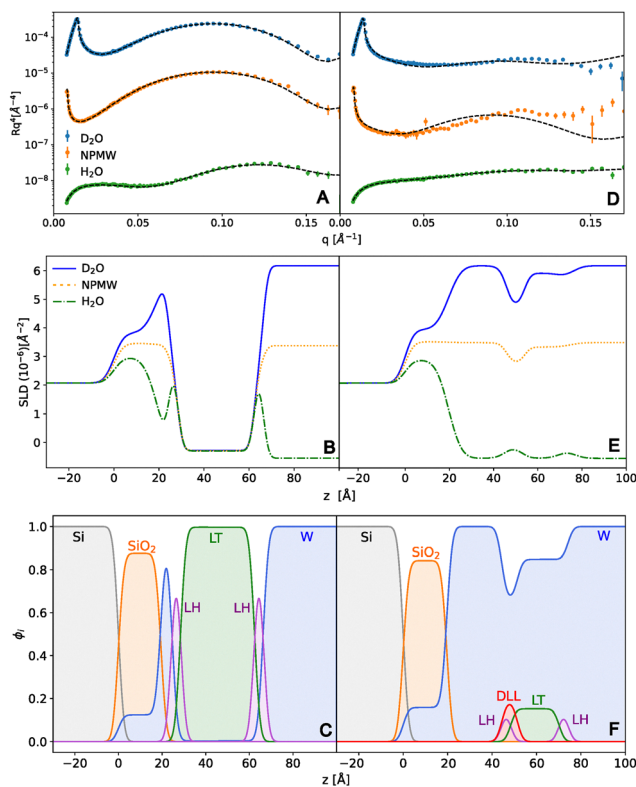 10⁻⁴
10⁻⁵
10⁻⁶
10⁻⁷
10⁻⁸
Rq⁴[Å⁻⁴]
D₂O
NPMW
H₂O
A
D
0.00 0.05 0.10 0.15 0.00 0.05 0.10 0.15
q [Å⁻¹]
6
5
4
3
2
1
0
SLD (10⁻⁶)[Å⁻²]
D₂O
NPMW
H₂O
B
E
−20 0 20 40 60 80 −20 0 20 40 60 80 100
z [Å]
1.0
0.8
0.6
0.4
0.2
0.0
ϕᵢ
Si SiO₂ LT W
LH LH
C
Si SiO₂ W
DLL LT
LH LH
F
−20 0 20 40 60 80 −20 0 20 40 60 80 100
z [Å]